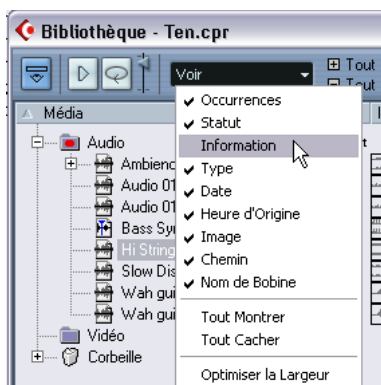 Bibliothèque - Ten.cpr
Voir
Tout
Tout
Média
Occurrences
Statut
Information
Type
Date
Heure d'Origine
Image
Chemin
Nom de Bobine
Tout Montrer
Tout Cacher
Optimiser la Largeur
Audio
Ambienc
Audio 01
Audio 01
Bass Sy
Hi String
Slow Dis
Wah gui
Wah gui
Vidéo
Corbeille